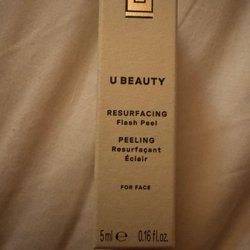 U BEAUTY
RESURFACING
Flash Peel
PEELING
Resurfaçant
Éclair
FOR FACE
5 ml ℮ 0.16 fl.oz.